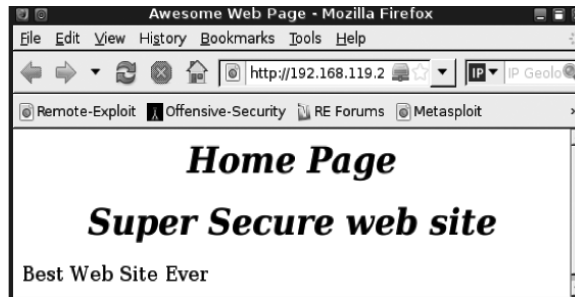 Awesome Web Page - Mozilla Firefox
File Edit View History Bookmarks Tools Help
http://192.168.119.2 IP IP Geolo
Remote-Exploit Offensive-Security RE Forums Metasploit
Home Page
Super Secure web site
Best Web Site Ever